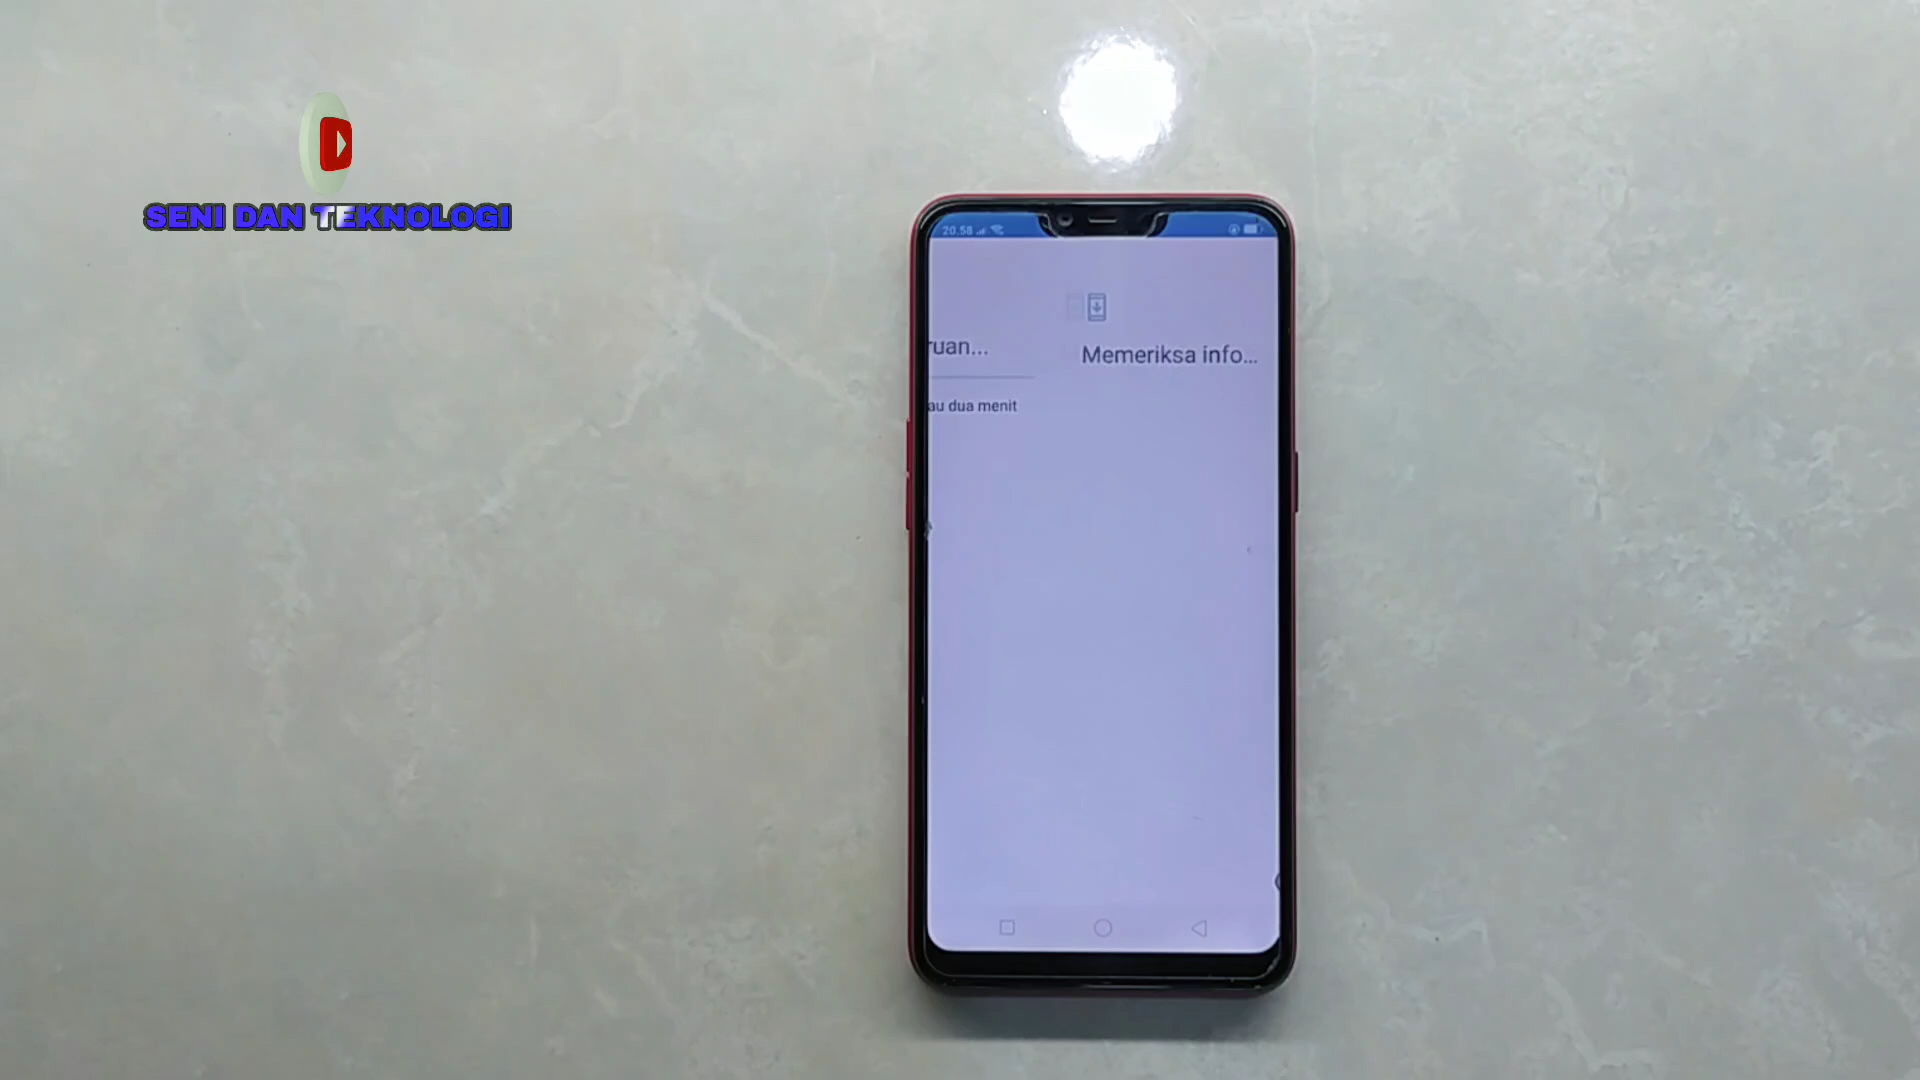 SENI DAN TEKNOLOGI
20.58
ruan...
Memeriksa info...
au dua menit